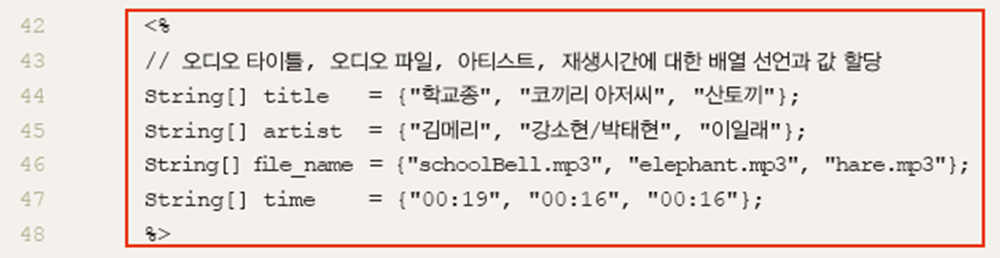 42 <%
43 // 오디오 타이틀, 오디오 파일, 아티스트, 재생시간에 대한 배열 선언과 값 할당
44 String[] title = {"학교종", "코끼리 아저씨", "산토끼"};
45 String[] artist = {"김메리", "강소현/박태현", "이일래"};
46 String[] file_name = {"schoolBell.mp3", "elephant.mp3", "hare.mp3"};
47 String[] time = {"00:19", "00:16", "00:16"};
48 %>